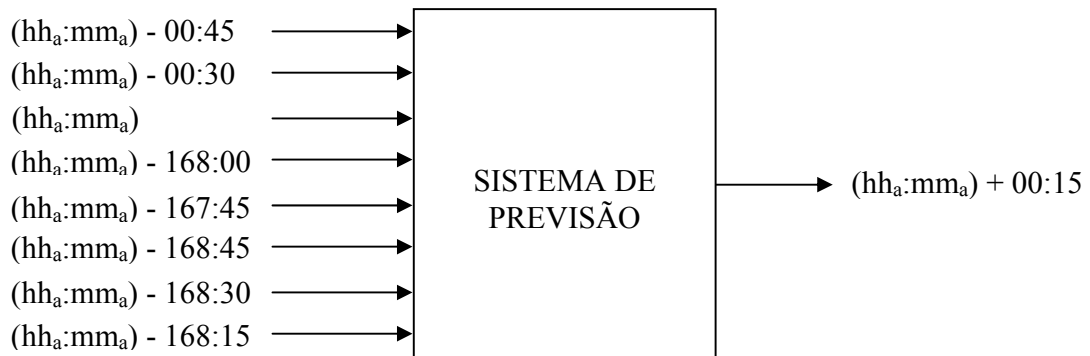 (hhₐ:mmₐ) - 00:45
(hhₐ:mmₐ) - 00:30
(hhₐ:mmₐ)
(hhₐ:mmₐ) - 168:00
(hhₐ:mmₐ) - 167:45
(hhₐ:mmₐ) - 168:45
(hhₐ:mmₐ) - 168:30
(hhₐ:mmₐ) - 168:15
SISTEMA DE
PREVISÃO
(hhₐ:mmₐ) + 00:15